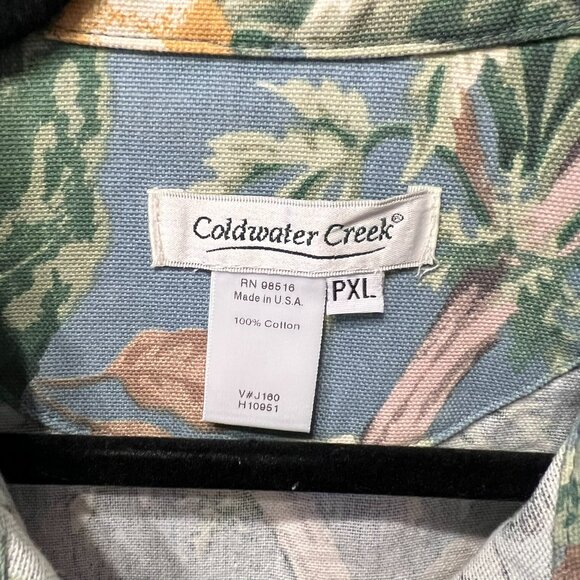 Coldwater Creek®
PXL
RN 98516
Made in U.S.A.
100% Cotton
V#J160
H10951